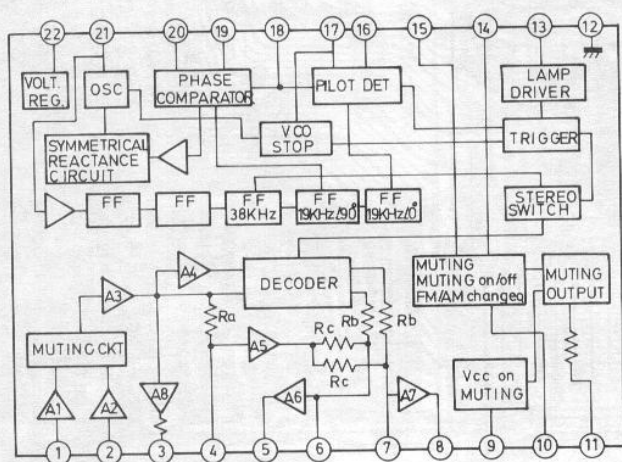 22 21 20 19 18 17 16 15 14 13 12
VOLT.
REG.
OSC
PHASE
COMPARATOR
PILOT DET
LAMP
DRIVER
SYMMETRICAL
REACTANCE
CIRCUIT
VCO
STOP
TRIGGER
FF
FF
FF
38KHz
FF
19KHz/90°
FF
19KHz/0°
STEREO
SWITCH
A4
DECODER
MUTING
MUTING on/off
FM/AM changeq
MUTING
OUTPUT
A3
Ra
Rb
Rb
A5
Rc
Rc
MUTING CKT
A1
A2
A8
A6
A7
Vcc on
MUTING
1 2 3 4 5 6 7 8 9 10 11